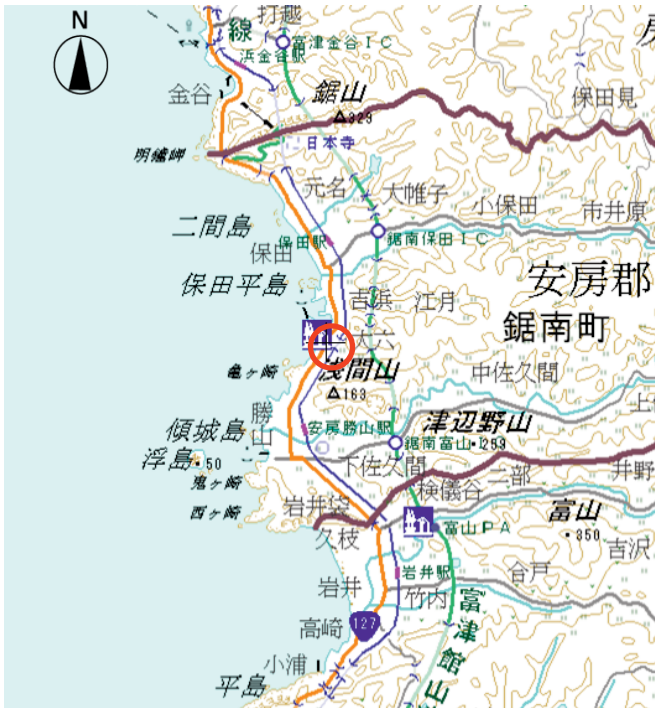 N
打越
線
富津金谷IC
浜金谷駅
金谷
鋸山
△329
保田見
日本寺
明鐘岬
元名
大帷子
小保田
市井原
二間島
保田駅
鋸南保田IC
保田
保田平島
吉浜
江月
安房郡
鋸南町
大六
亀ヶ崎
浅間山
△163
中佐久間
勝山
津辺野山
・259
傾城島
安房勝山駅
鋸南富山I
浮島
・50
下佐久間
鬼ヶ崎
検儀谷
二部
井野
岩井袋
西ヶ崎
久枝
富山PA
富山
・350
吉沢
岩井駅
合戸
岩井
竹内
127
高崎
富津館山
小浦
平島